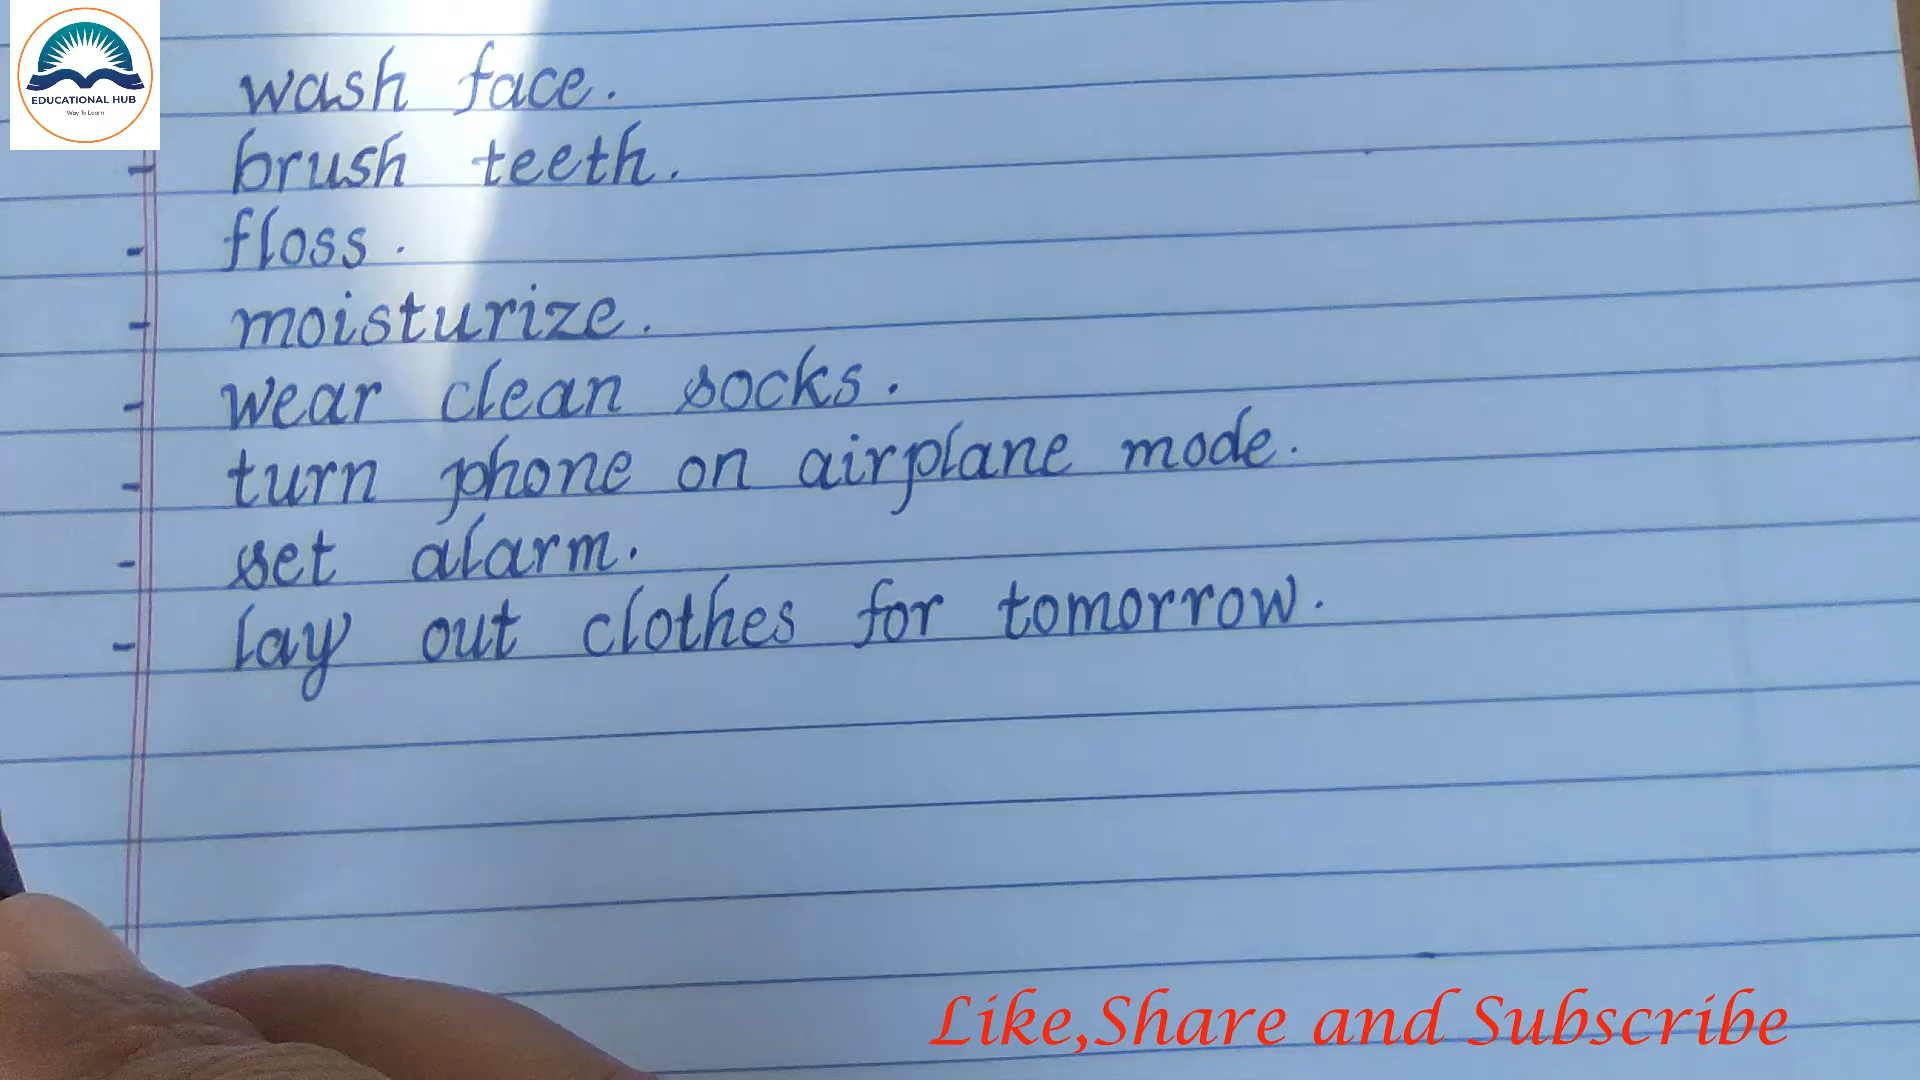 EDUCATIONAL HUB
Way To Learn
wash face.
- brush teeth.
- floss.
- moisturize.
- wear clean socks.
- turn phone on airplane mode.
- set alarm.
- lay out clothes for tomorrow.
Like,Share and Subscribe